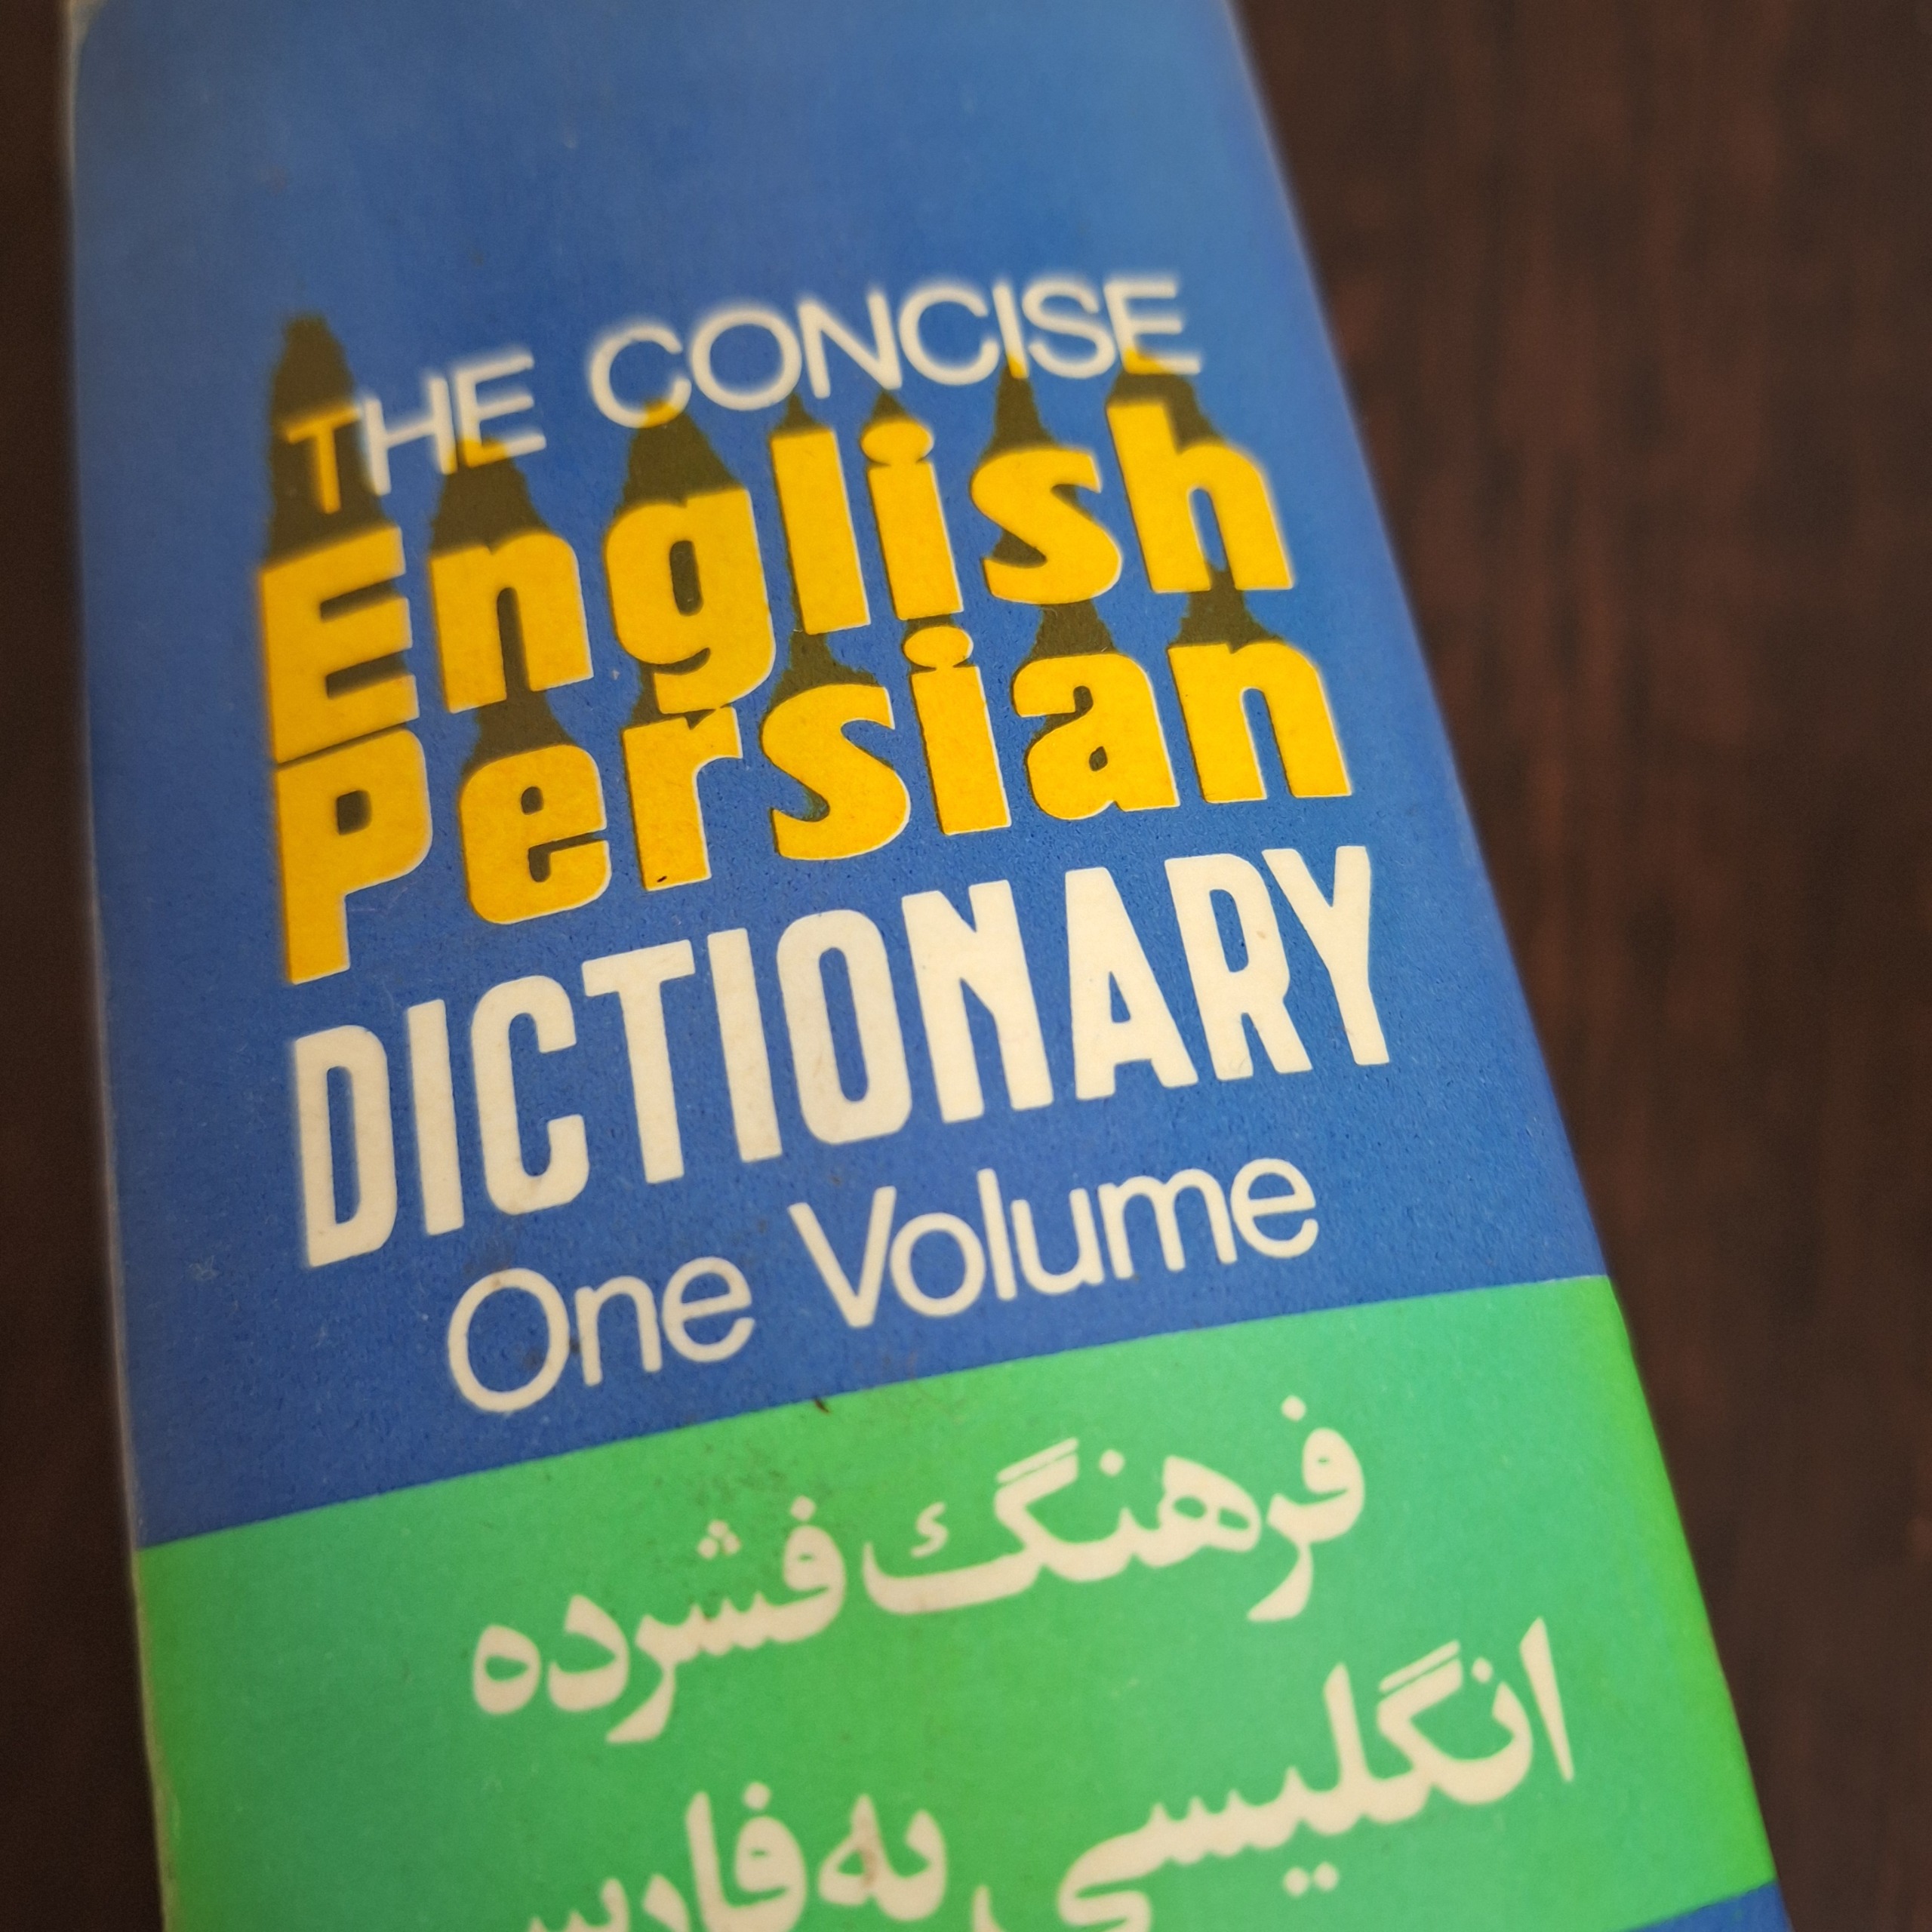 THE CONCISE
English
Persian
DICTIONARY
One Volume
فرهنگ فشرده
انگلیسی به فارسی